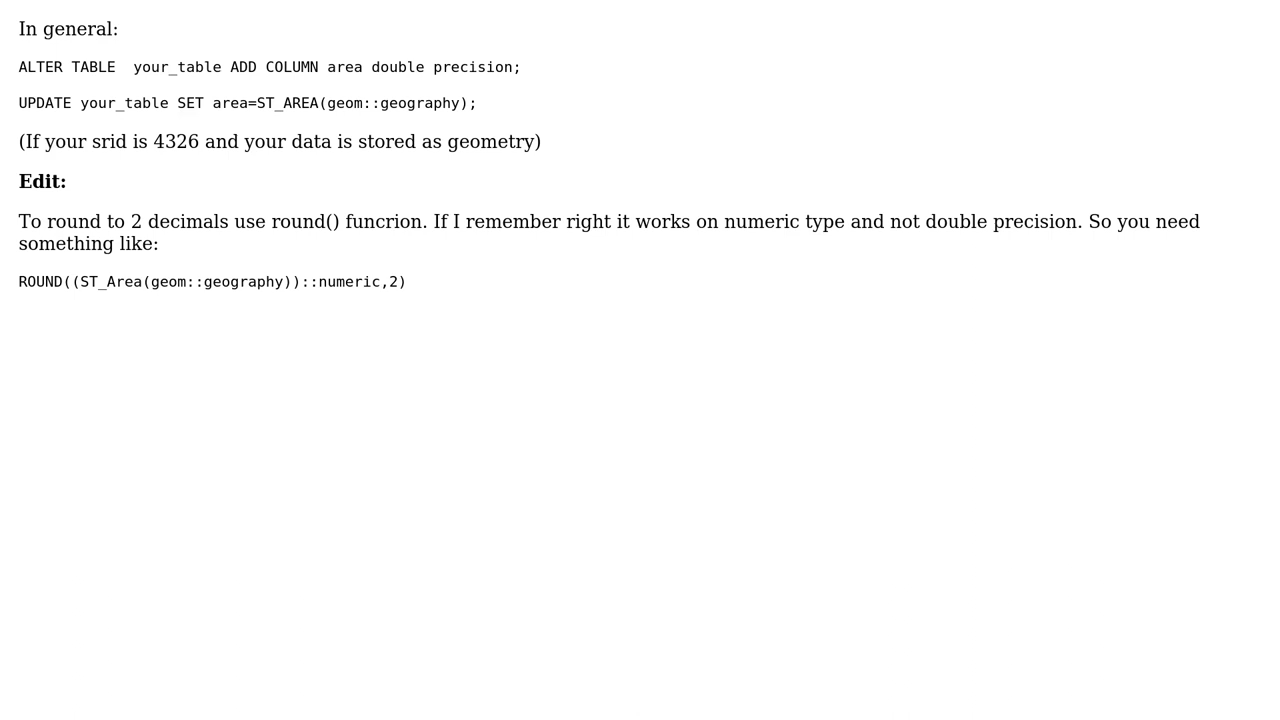 In general:
ALTER TABLE  your_table ADD COLUMN area double precision;
UPDATE your_table SET area=ST_AREA(geom::geography);
(If your srid is 4326 and your data is stored as geometry)
Edit:
To round to 2 decimals use round() funcrion. If I remember right it works on numeric type and not double precision. So you need
something like:
ROUND((ST_Area(geom::geography))::numeric,2)